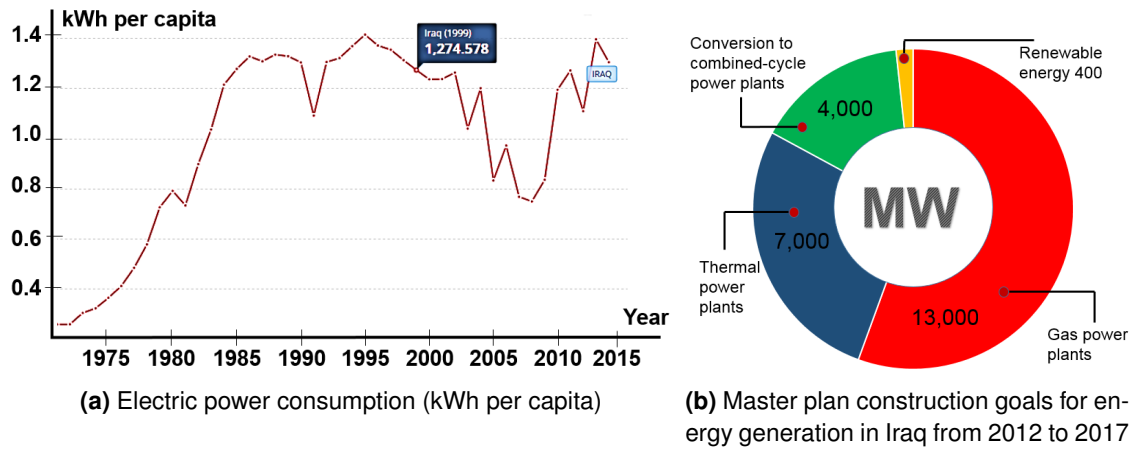 kWh per capita
1.4
1.2
1.0
0.8
0.6
0.4
Iraq (1999)
1,274.578
IRAQ
Year
1975 1980 1985 1990 1995 2000 2005 2010 2015
(a) Electric power consumption (kWh per capita)
Conversion to
combined-cycle
power plants
Renewable
energy 400
4,000
MW
7,000
Thermal
power
plants
13,000
Gas power
plants
(b) Master plan construction goals for en-
ergy generation in Iraq from 2012 to 2017